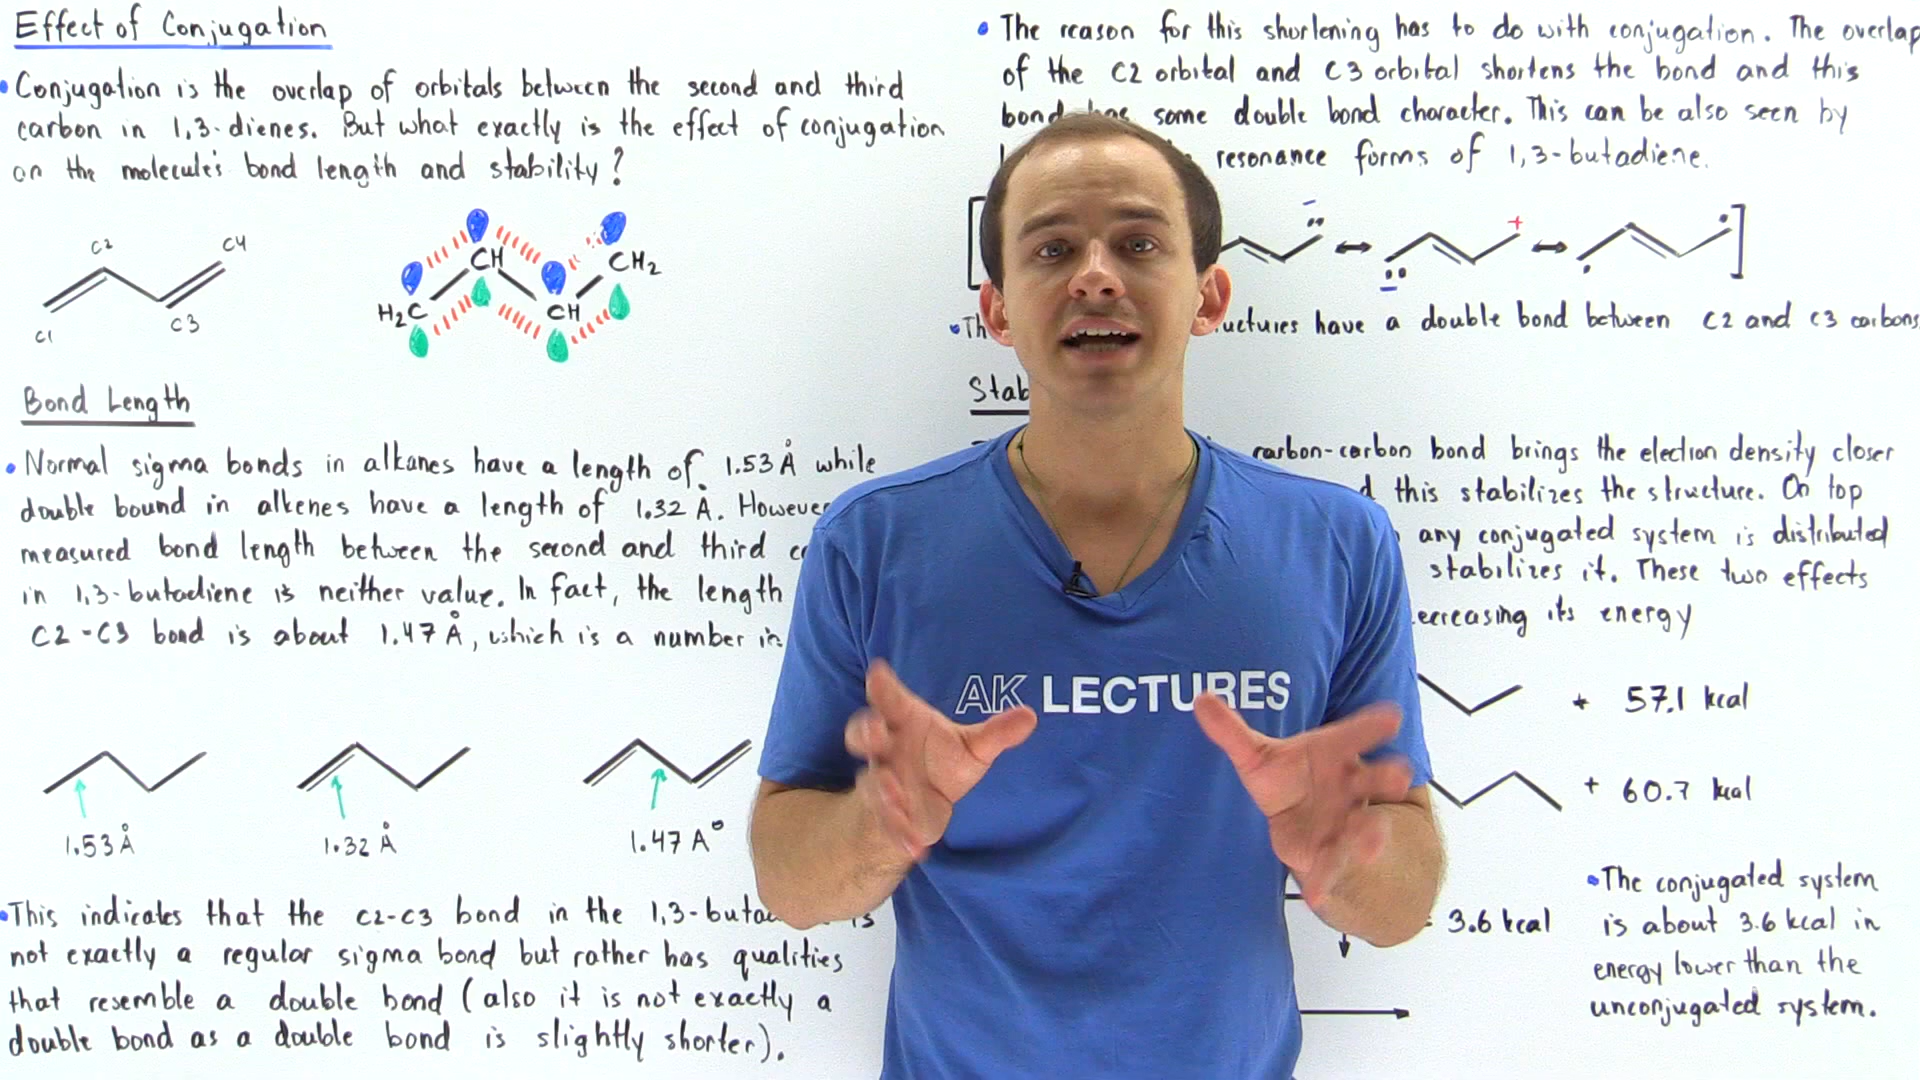 Effect of Conjugation
• Conjugation is the overlap of orbitals between the second and third
carbon in 1,3-dienes. But what exactly is the effect of conjugation
on the molecule's bond length and stability?
C2 C4
C1 C3
CH CH2
H2C CH
Bond Length
• Normal sigma bonds in alkanes have a length of 1.53 Å while
double bound in alkenes have a length of 1.32 Å. However
measured bond length between the second and third
in 1,3-butadiene is neither value. In fact, the length
C2-C3 bond is about 1.47 Å, which is a number in
1.53 Å 1.32 Å 1.47 A°
• This indicates that the C2-C3 bond in the 1,3-buta is
not exactly a regular sigma bond but rather has qualities
that resemble a double bond (also it is not exactly a
double bond as a double bond is slightly shorter).
• The reason for this shortening has to do with conjugation. The overlap
of the C2 orbital and C3 orbital shortens the bond and this
bond has some double bond character. This can be also seen by
resonance forms of 1,3-butadiene.
- +
• Th uctures have a double bond between C2 and C3 carbons
Stab
carbon-carbon bond brings the election density closer
d this stabilizes the structure. On top
any conjugated system is distributed
stabilizes it. These two effects
ecreasing its energy
+ 57.1 kcal
+ 60.7 kcal
3.6 kcal
• The conjugated system
is about 3.6 kcal in
energy lower than the
unconjugated system.
AK LECTURES